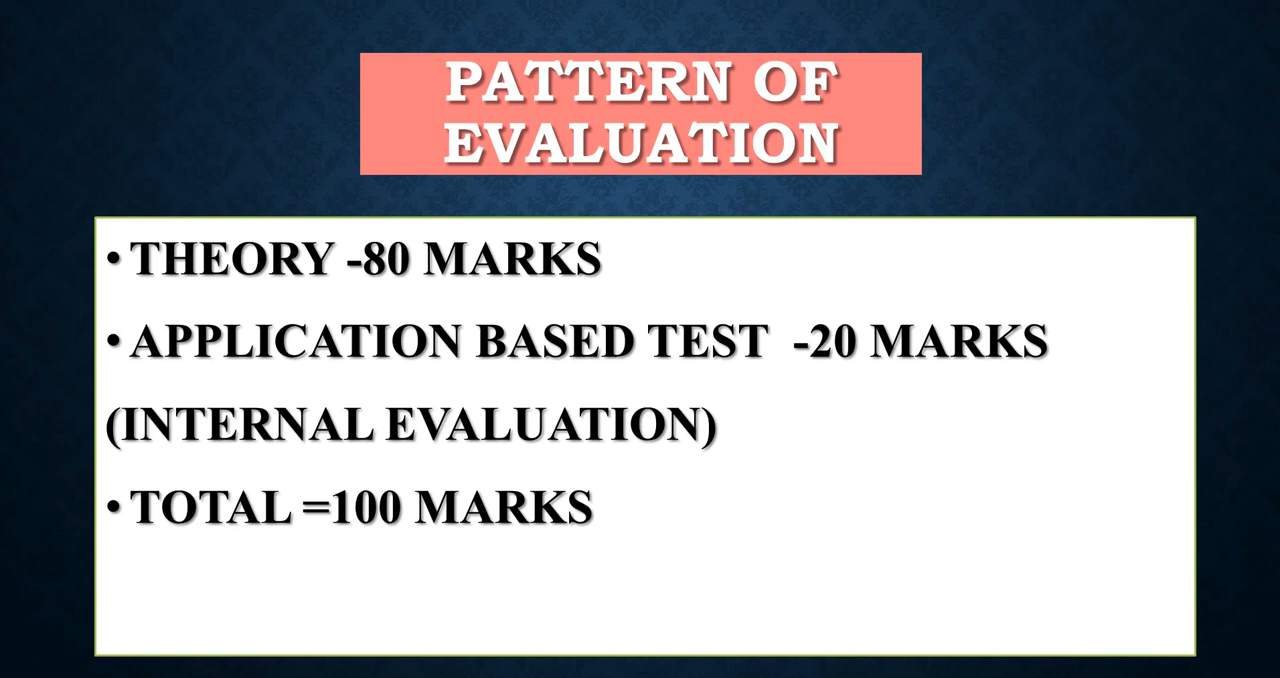 PATTERN OF
EVALUATION
• THEORY -80 MARKS
• APPLICATION BASED TEST  -20 MARKS
(INTERNAL EVALUATION)
• TOTAL =100 MARKS